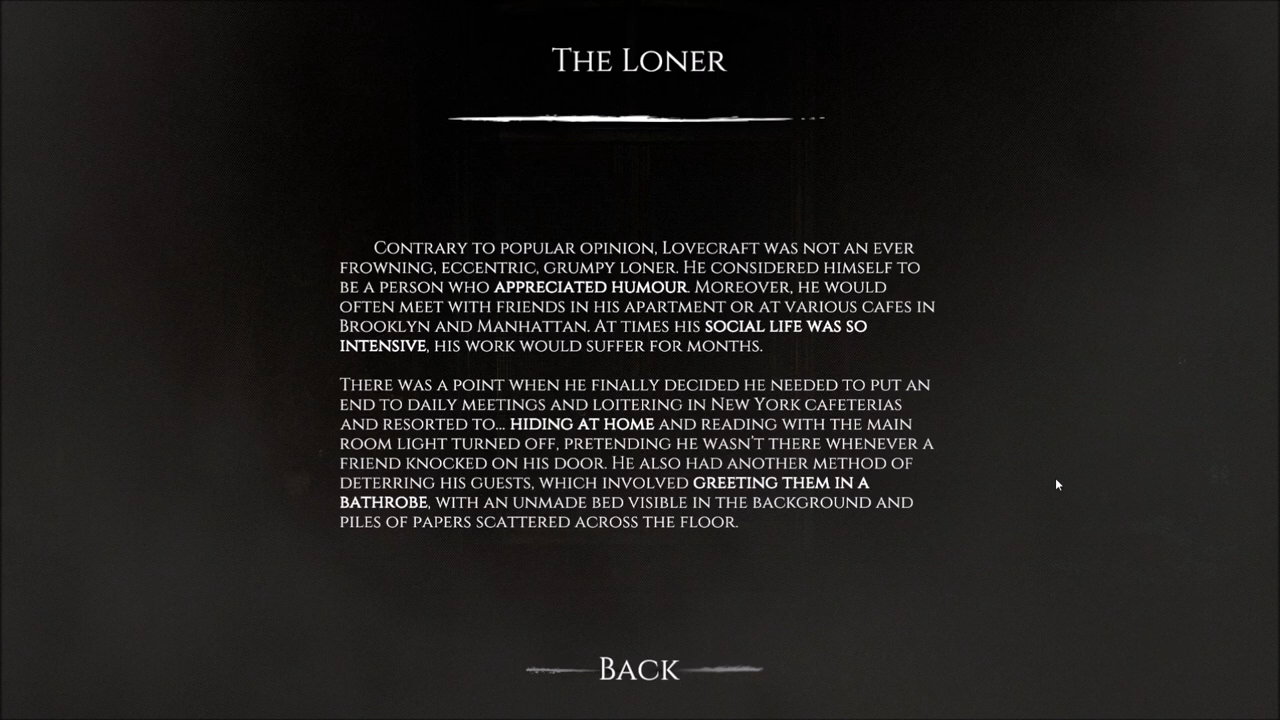 The Loner
Contrary to popular opinion, Lovecraft was not an ever
frowning, eccentric, grumpy loner. He considered himself to
be a person who appreciated humour. Moreover, he would
often meet with friends in his apartment or at various cafes in
Brooklyn and Manhattan. At times his social life was so
intensive, his work would suffer for months.
There was a point when he finally decided he needed to put an
end to daily meetings and loitering in New York cafeterias
and resorted to... hiding at home and reading with the main
room light turned off, pretending he wasn't there whenever a
friend knocked on his door. He also had another method of
deterring his guests, which involved greeting them in a
bathrobe, with an unmade bed visible in the background and
piles of papers scattered across the floor.
Back